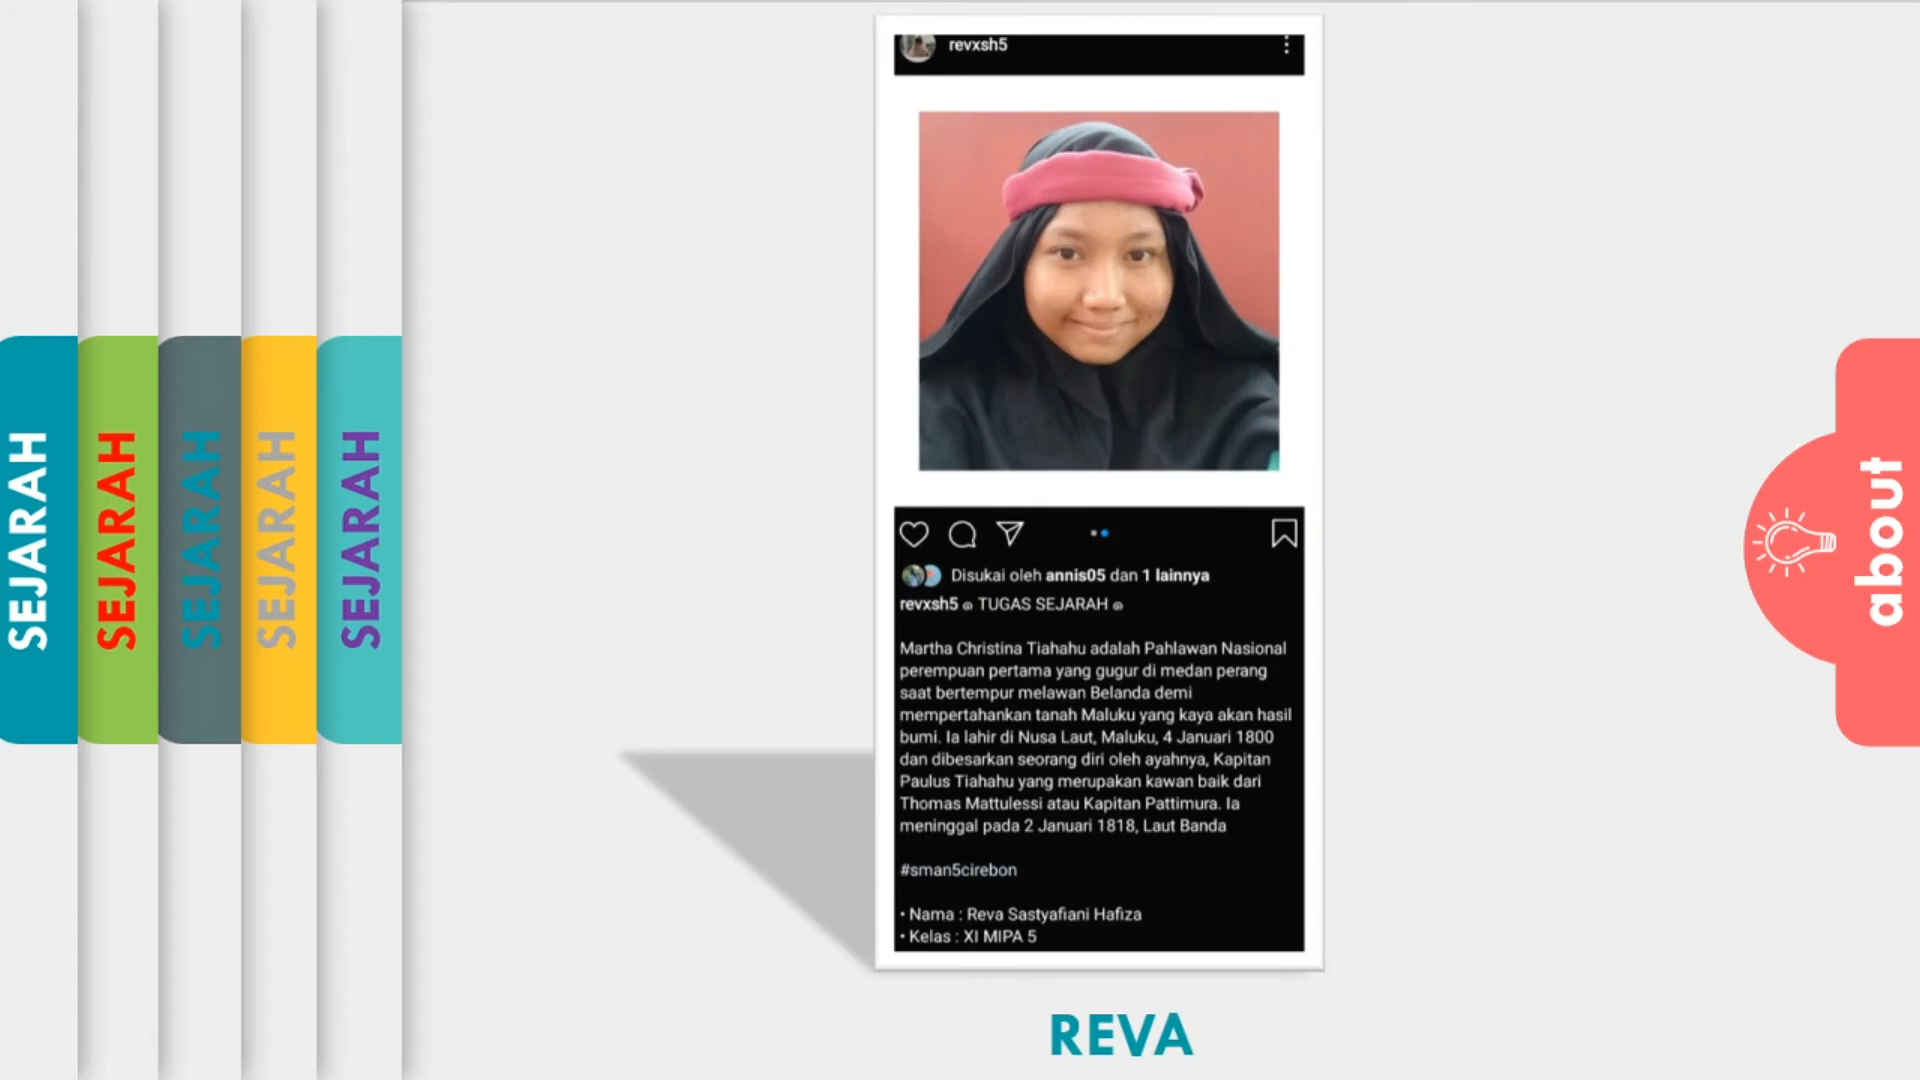 SEJARAH
SEJARAH
SEJARAH
SEJARAH
SEJARAH
revxsh5
Disukai oleh annis05 dan 1 lainnya
revxsh5 ๑ TUGAS SEJARAH ๑
Martha Christina Tiahahu adalah Pahlawan Nasional
perempuan pertama yang gugur di medan perang
saat bertempur melawan Belanda demi
mempertahankan tanah Maluku yang kaya akan hasil
bumi. Ia lahir di Nusa Laut, Maluku, 4 Januari 1800
dan dibesarkan seorang diri oleh ayahnya, Kapitan
Paulus Tiahahu yang merupakan kawan baik dari
Thomas Mattulessi atau Kapitan Pattimura. Ia
meninggal pada 2 Januari 1818, Laut Banda
#sman5cirebon
• Nama : Reva Sastyafiani Hafiza
• Kelas : XI MIPA 5
REVA
about